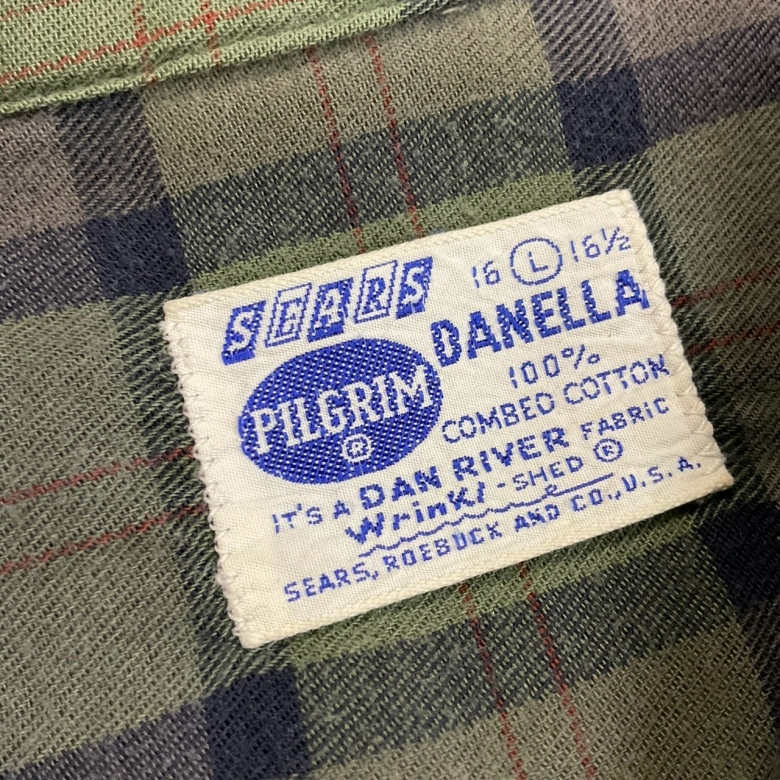 SEARS
16 L 16½
DANELLA
PILGRIM
®
100%
COMBED COTTON
IT'S A DAN RIVER FABRIC
Wrinkl-SHED ®
SEARS, ROEBUCK AND CO., U.S.A.